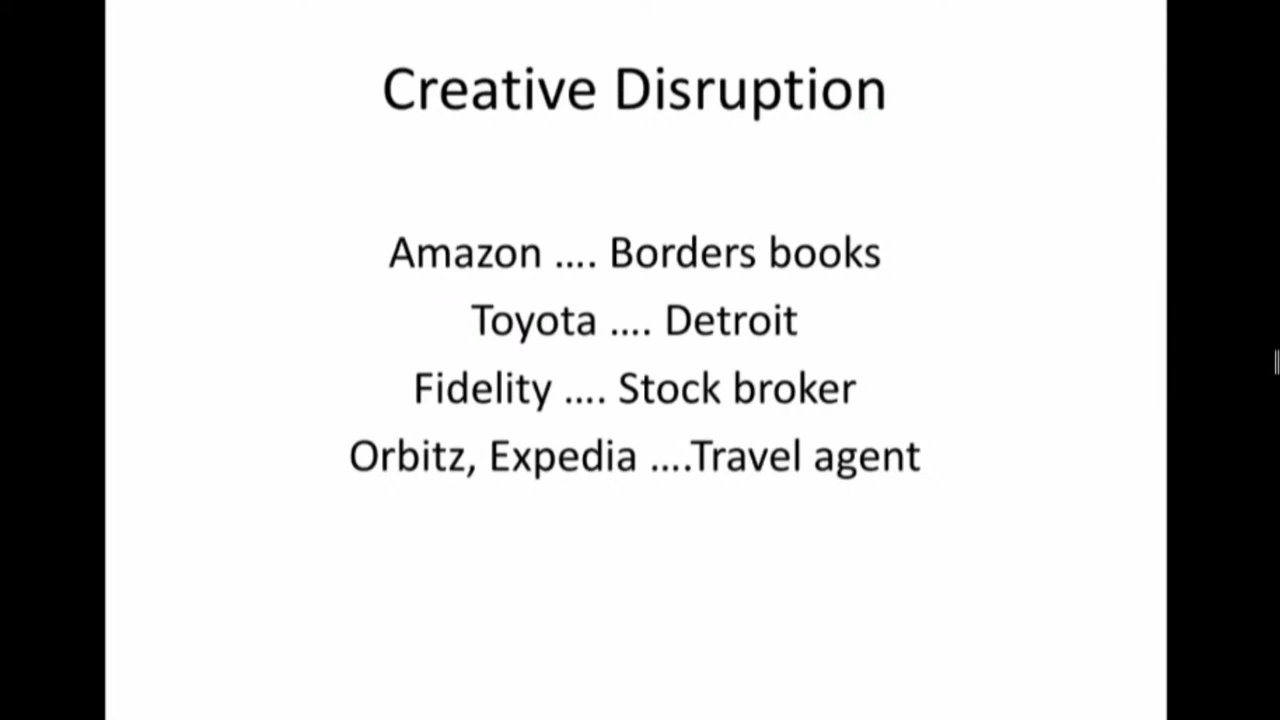 Creative Disruption
Amazon .... Borders books
Toyota .... Detroit
Fidelity .... Stock broker
Orbitz, Expedia ....Travel agent